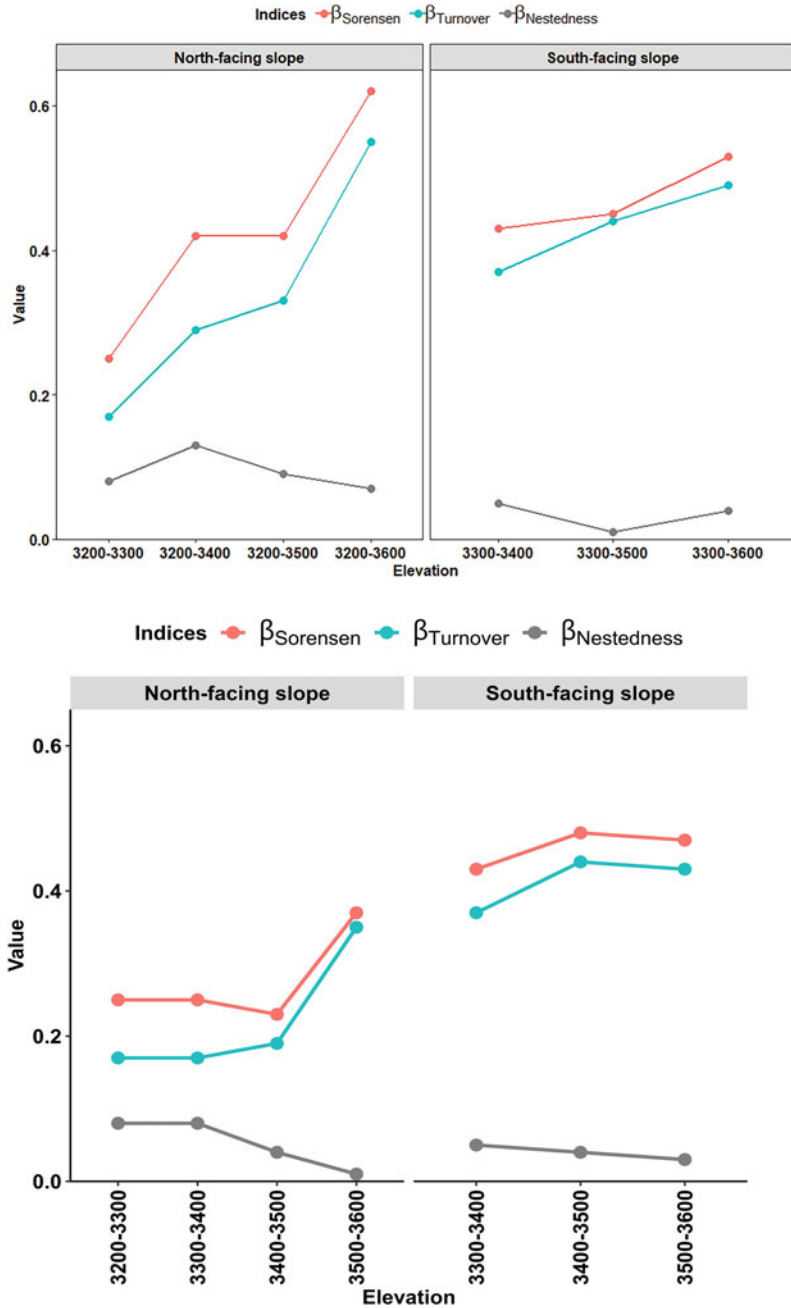 Indices βSorensen βTurnover βNestedness
North-facing slope South-facing slope
0.6
0.4
0.2
0.0
Value
3200-3300 3200-3400 3200-3500 3200-3600 3300-3400 3300-3500 3300-3600
Elevation
Indices βSorensen βTurnover βNestedness
North-facing slope South-facing slope
0.6
0.4
0.2
0.0
Value
3200-3300
3300-3400
3400-3500
3500-3600
3300-3400
3400-3500
3500-3600
Elevation